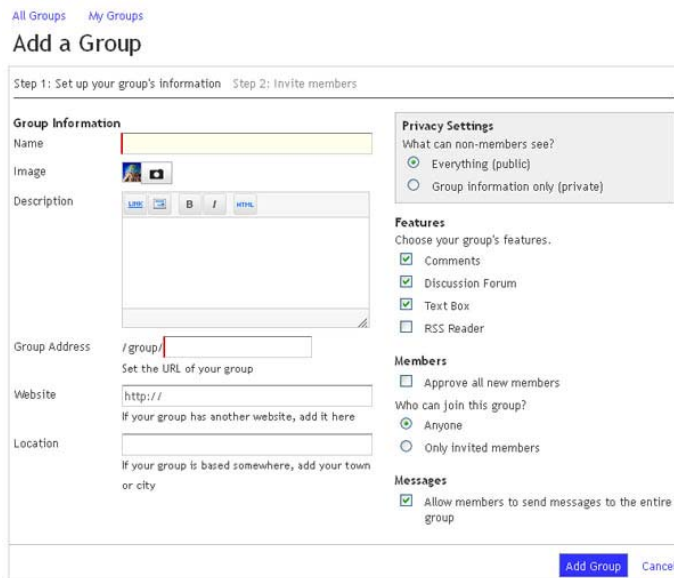 All Groups My Groups
Add a Group
Step 1: Set up your group's information Step 2: Invite members
Group Information
Name
Image
Description
LINK B I HTML
Group Address
/group/
Set the URL of your group
Website
http://
If your group has another website, add it here
Location
If your group is based somewhere, add your town
or city
Privacy Settings
What can non-members see?
Everything (public)
Group information only (private)
Features
Choose your group's features.
Comments
Discussion Forum
Text Box
RSS Reader
Members
Approve all new members
Who can join this group?
Anyone
Only invited members
Messages
Allow members to send messages to the entire
group
Add Group Cancel